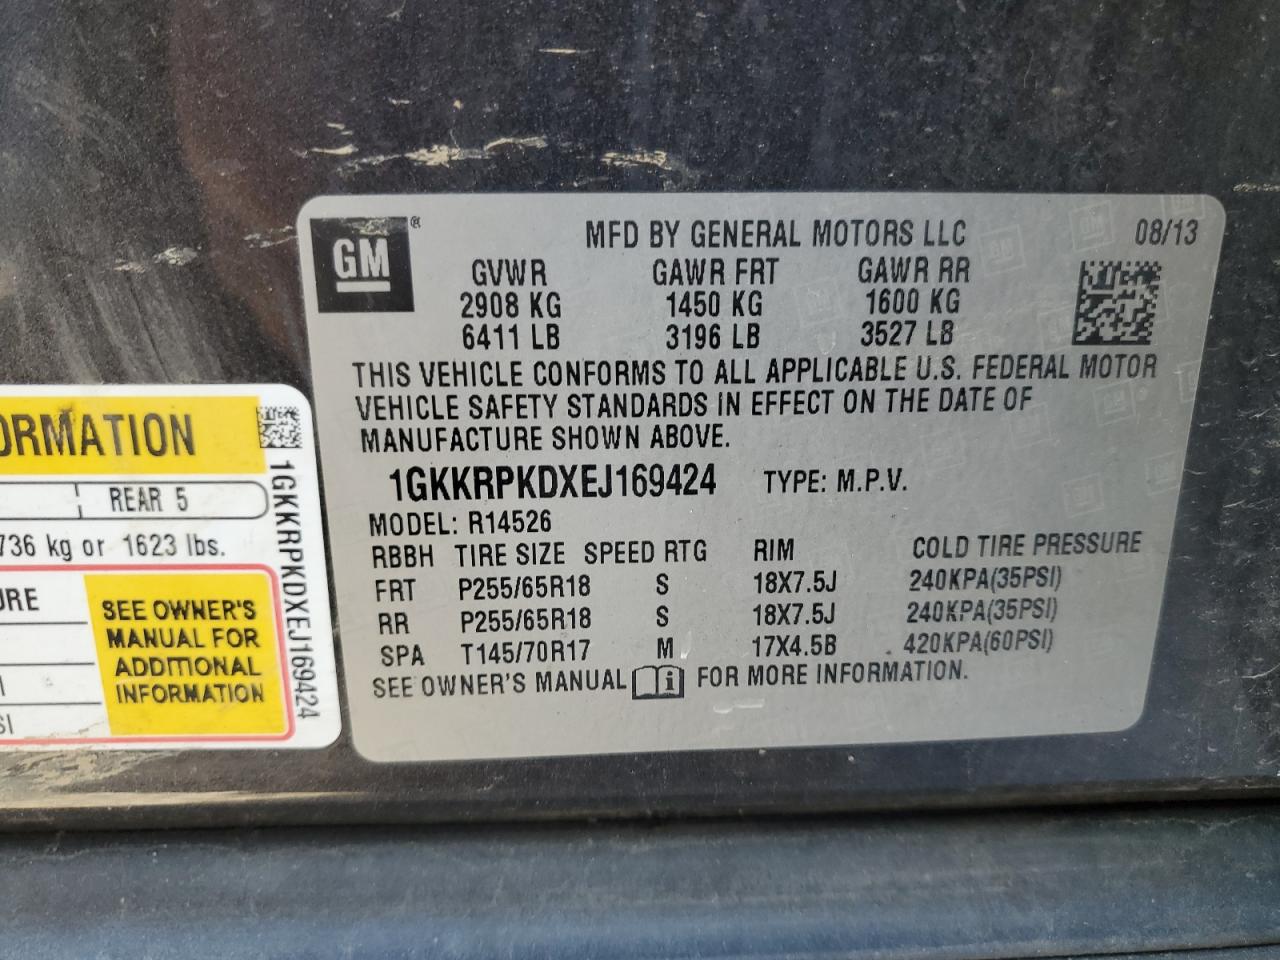 GM ®
MFD BY GENERAL MOTORS LLC 08/13
GVWR GAWR FRT GAWR RR
2908 KG 1450 KG 1600 KG
6411 LB 3196 LB 3527 LB
THIS VEHICLE CONFORMS TO ALL APPLICABLE U.S. FEDERAL MOTOR
VEHICLE SAFETY STANDARDS IN EFFECT ON THE DATE OF
MANUFACTURE SHOWN ABOVE.
1GKKRPKDXEJ169424 TYPE: M.P.V.
MODEL: R14526
RBBH TIRE SIZE SPEED RTG RIM COLD TIRE PRESSURE
FRT P255/65R18 S 18X7.5J 240KPA(35PSI)
RR P255/65R18 S 18X7.5J 240KPA(35PSI)
SPA T145/70R17 M 17X4.5B 420KPA(60PSI)
SEE OWNER'S MANUAL i FOR MORE INFORMATION.
ORMATION
REAR 5
736 kg or 1623 lbs.
URE
SEE OWNER'S
MANUAL FOR
ADDITIONAL
INFORMATION
SI
1GKKRPKDXEJ169424